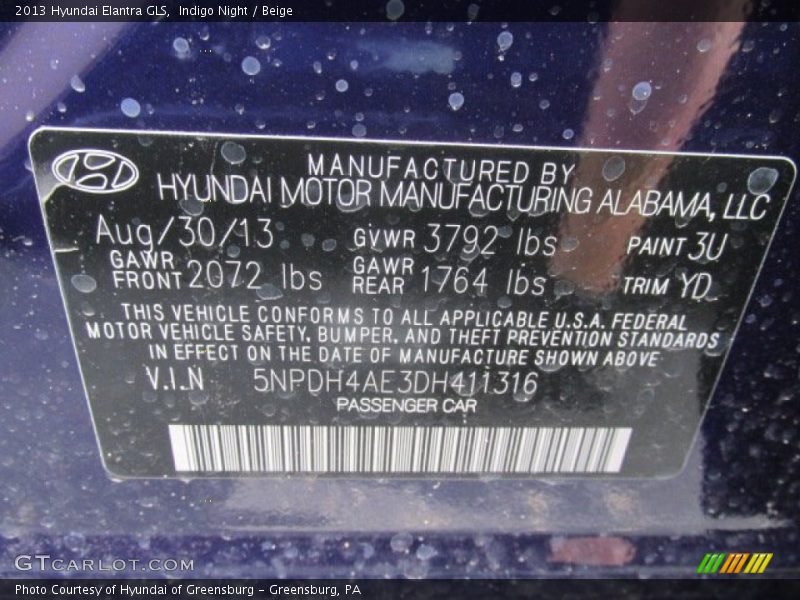 2013 Hyundai Elantra GLS,  Indigo Night / Beige
MANUFACTURED BY
HYUNDAI MOTOR MANUFACTURING ALABAMA, LLC
Aug/30/13 GVWR 3792 lbs PAINT 3U
GAWR FRONT 2072 lbs GAWR REAR 1764 lbs TRIM YD
THIS VEHICLE CONFORMS TO ALL APPLICABLE U.S.A. FEDERAL
MOTOR VEHICLE SAFETY, BUMPER, AND THEFT PREVENTION STANDARDS
IN EFFECT ON THE DATE OF MANUFACTURE SHOWN ABOVE
V.I.N 5NPDH4AE3DH411316
PASSENGER CAR
GTCARLOT.COM
Photo Courtesy of Hyundai of Greensburg - Greensburg, PA